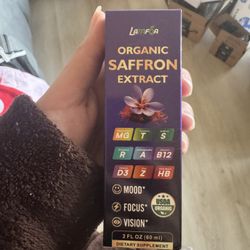 ORGANIC
SAFFRON
EXTRACT
MG T S
R A B12
D3 Z HB
MOOD*
FOCUS*
VISION*
USDA
ORGANIC
2 FL OZ (60 ml)
DIETARY SUPPLEMENT